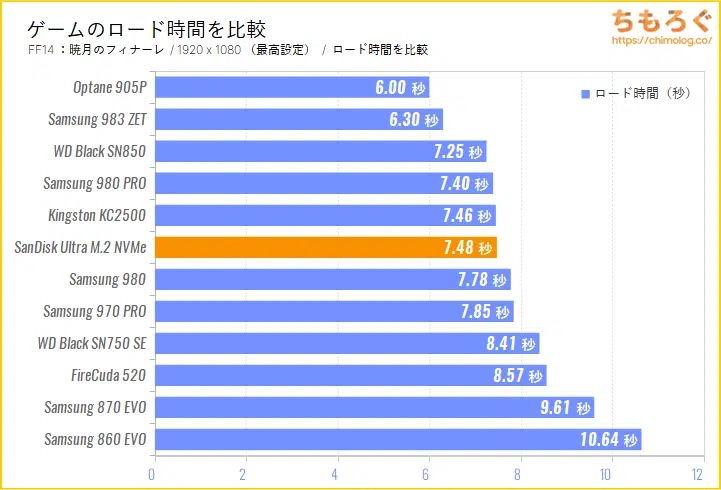 ゲームのロード時間を比較
ちもろぐ
https://chimolog.co/
FF14 : 暁月のフィナーレ / 1920 x 1080 （最高設定） / ロード時間を比較
ロード時間（秒）
Optane 905P 6.00 秒
Samsung 983 ZET 6.30 秒
WD Black SN850 7.25 秒
Samsung 980 PRO 7.40 秒
Kingston KC2500 7.46 秒
SanDisk Ultra M.2 NVMe 7.48 秒
Samsung 980 7.78 秒
Samsung 970 PRO 7.85 秒
WD Black SN750 SE 8.41 秒
FireCuda 520 8.57 秒
Samsung 870 EVO 9.61 秒
Samsung 860 EVO 10.64 秒
0 2 4 6 8 10 12